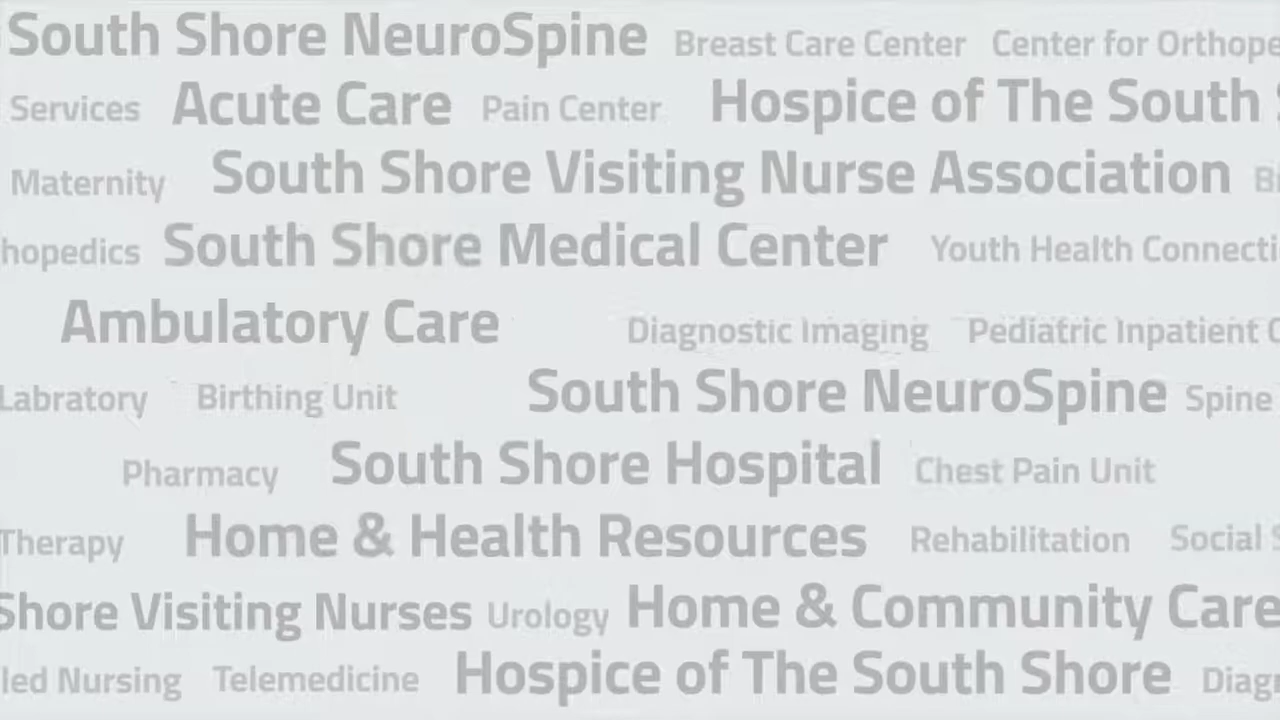 South Shore NeuroSpine Breast Care Center Center for Orthope
Services Acute Care Pain Center Hospice of The South
Maternity South Shore Visiting Nurse Association
hopedics South Shore Medical Center Youth Health Connecti
Ambulatory Care Diagnostic Imaging Pediatric Inpatient C
Labratory Birthing Unit South Shore NeuroSpine Spine
Pharmacy South Shore Hospital Chest Pain Unit
Therapy Home & Health Resources Rehabilitation Social S
Shore Visiting Nurses Urology Home & Community Care
led Nursing Telemedicine Hospice of The South Shore Diagn